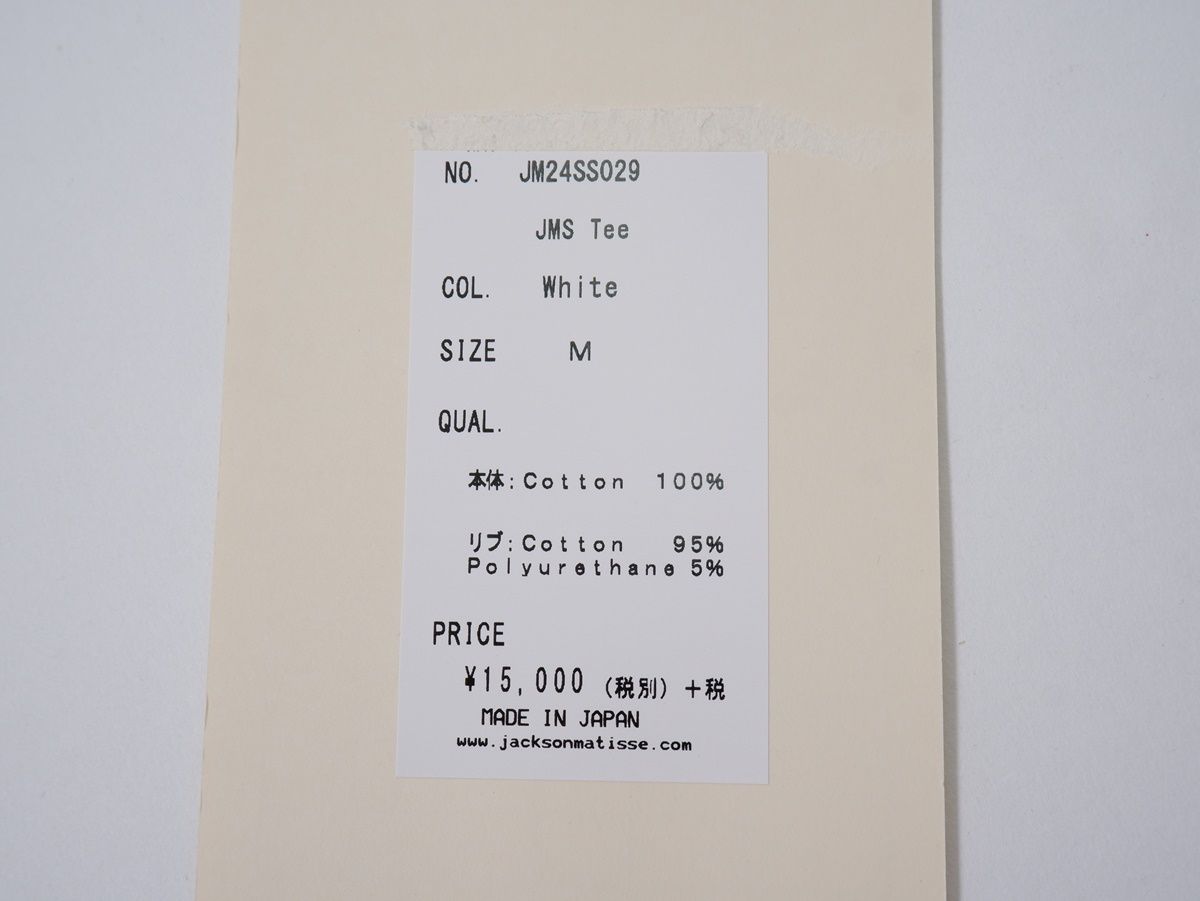 NO. JM24SS029
JMS Tee
COL. White
SIZE M
QUAL.
本体:Cotton 100%
リブ:Cotton 95%
Polyurethane 5%
PRICE
¥15,000 (税別) +税
MADE IN JAPAN
www.jacksonmatisse.com